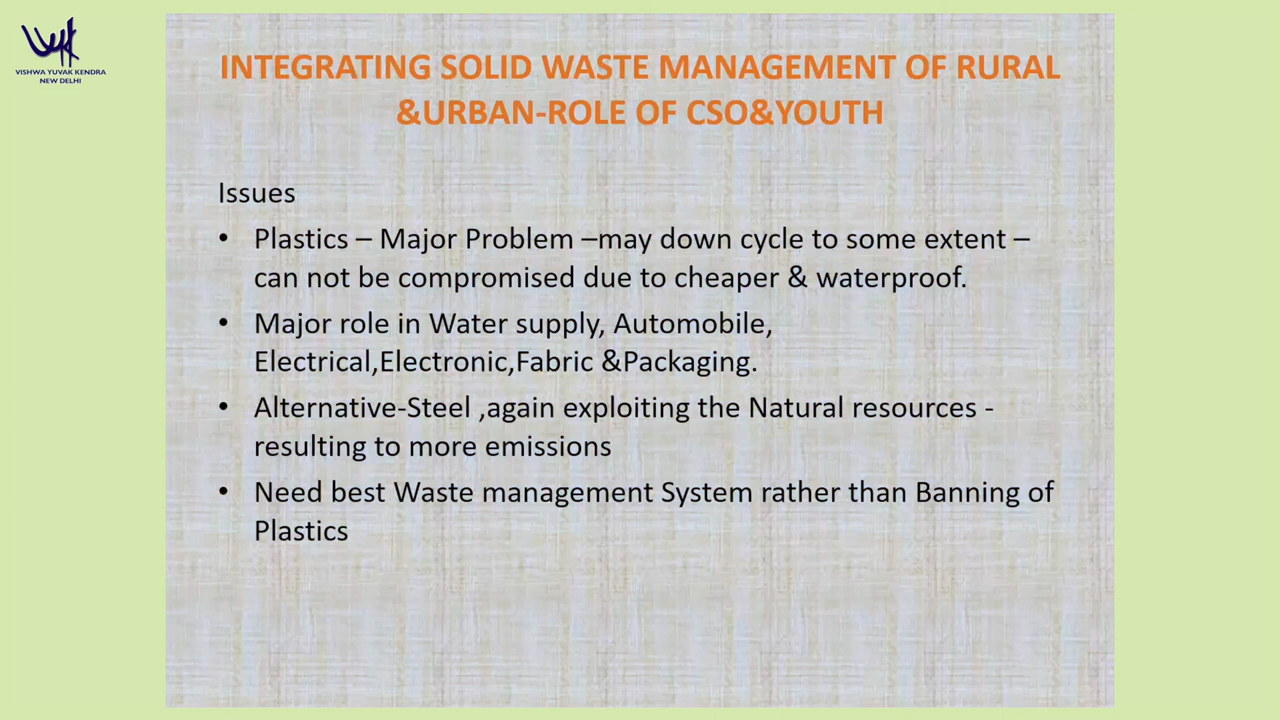 VISHWA YUVAK KENDRA
NEW DELHI
INTEGRATING SOLID WASTE MANAGEMENT OF RURAL
&URBAN-ROLE OF CSO&YOUTH
Issues
• Plastics – Major Problem –may down cycle to some extent –
can not be compromised due to cheaper & waterproof.
• Major role in Water supply, Automobile,
Electrical,Electronic,Fabric &Packaging.
• Alternative-Steel ,again exploiting the Natural resources -
resulting to more emissions
• Need best Waste management System rather than Banning of
Plastics